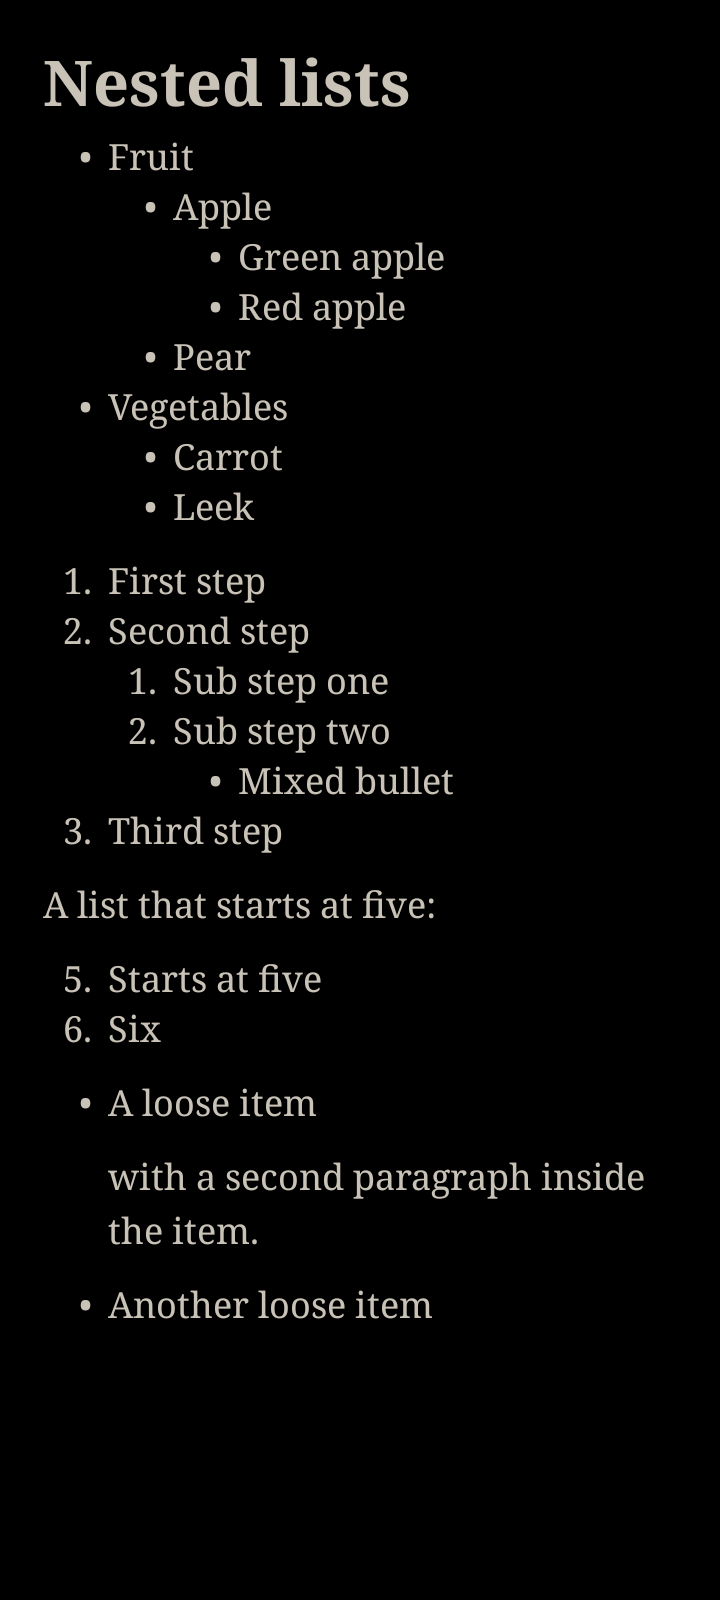 Nested lists
• Fruit
• Apple
• Green apple
• Red apple
• Pear
• Vegetables
• Carrot
• Leek
1. First step
2. Second step
1. Sub step one
2. Sub step two
• Mixed bullet
3. Third step
A list that starts at five:
5. Starts at five
6. Six
• A loose item
with a second paragraph inside
the item.
• Another loose item